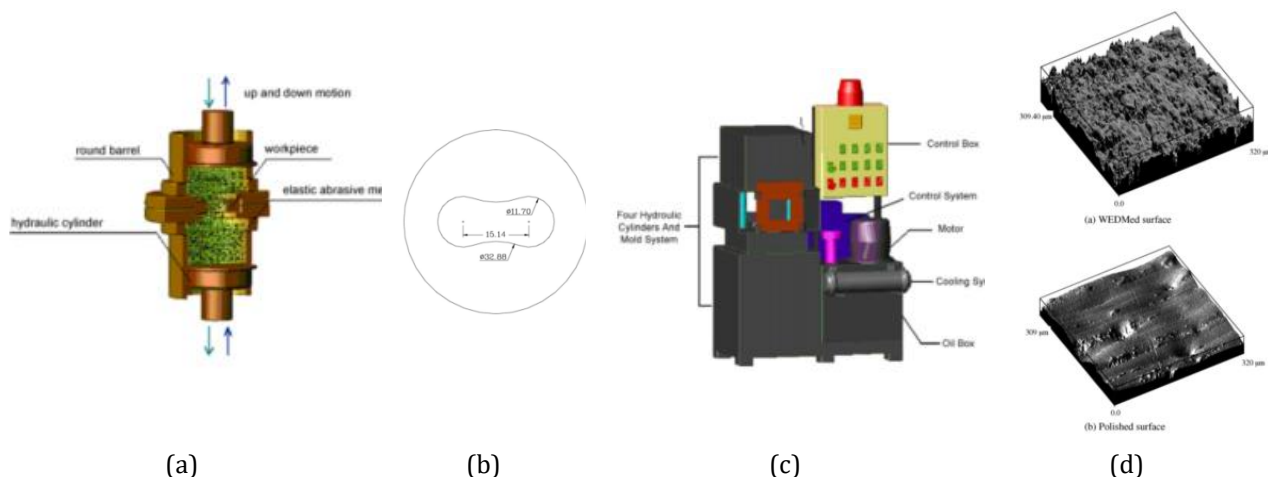 up and down motion
round barrel
workpiece
elastic abrasive me
hydraulic cylinder
(a)
ø11.70
15.14
ø32.88
(b)
Control Box
Control System
Four Hydroulic
Cylinders And
Mold System
Motor
Cooling Sy
Oil Box
(c)
309.40 µm
320 µ
0.0
(a) WEDMed surface
309 µm
320 µm
0.0
(b) Polished surface
(d)